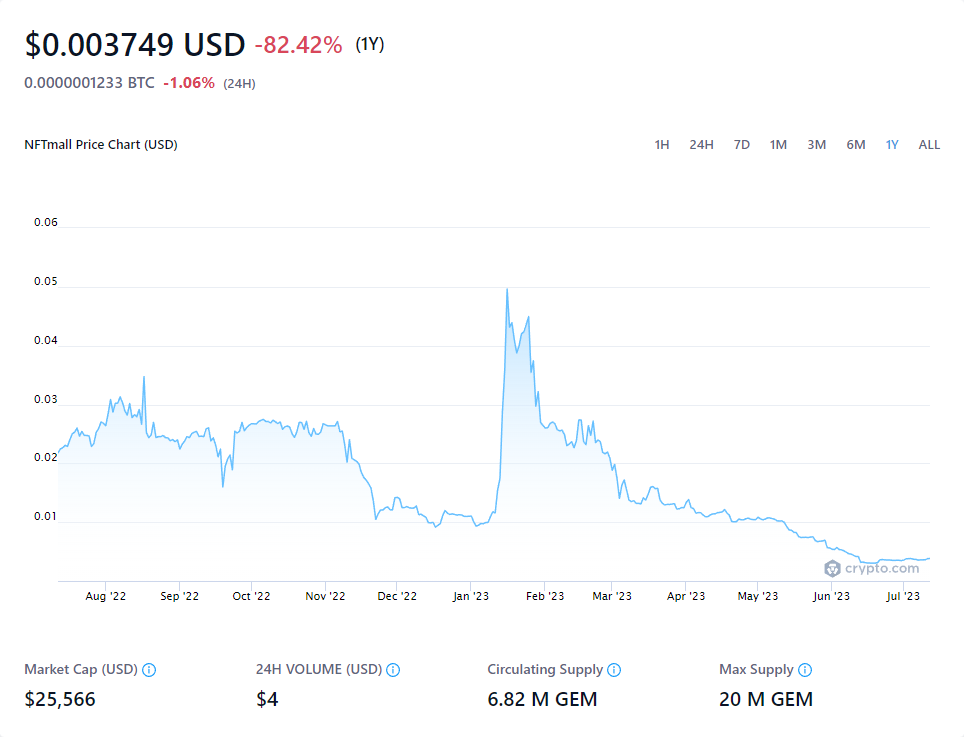 $0.003749 USD -82.42% (1Y)
0.0000001233 BTC -1.06% (24H)
NFTmall Price Chart (USD) 1H 24H 7D 1M 3M 6M 1Y ALL
0.06
0.05
0.04
0.03
0.02
0.01
crypto.com
Aug '22 Sep '22 Oct '22 Nov '22 Dec '22 Jan '23 Feb '23 Mar '23 Apr '23 May '23 Jun '23 Jul '23
Market Cap (USD) 24H VOLUME (USD) Circulating Supply Max Supply
$25,566 $4 6.82 M GEM 20 M GEM